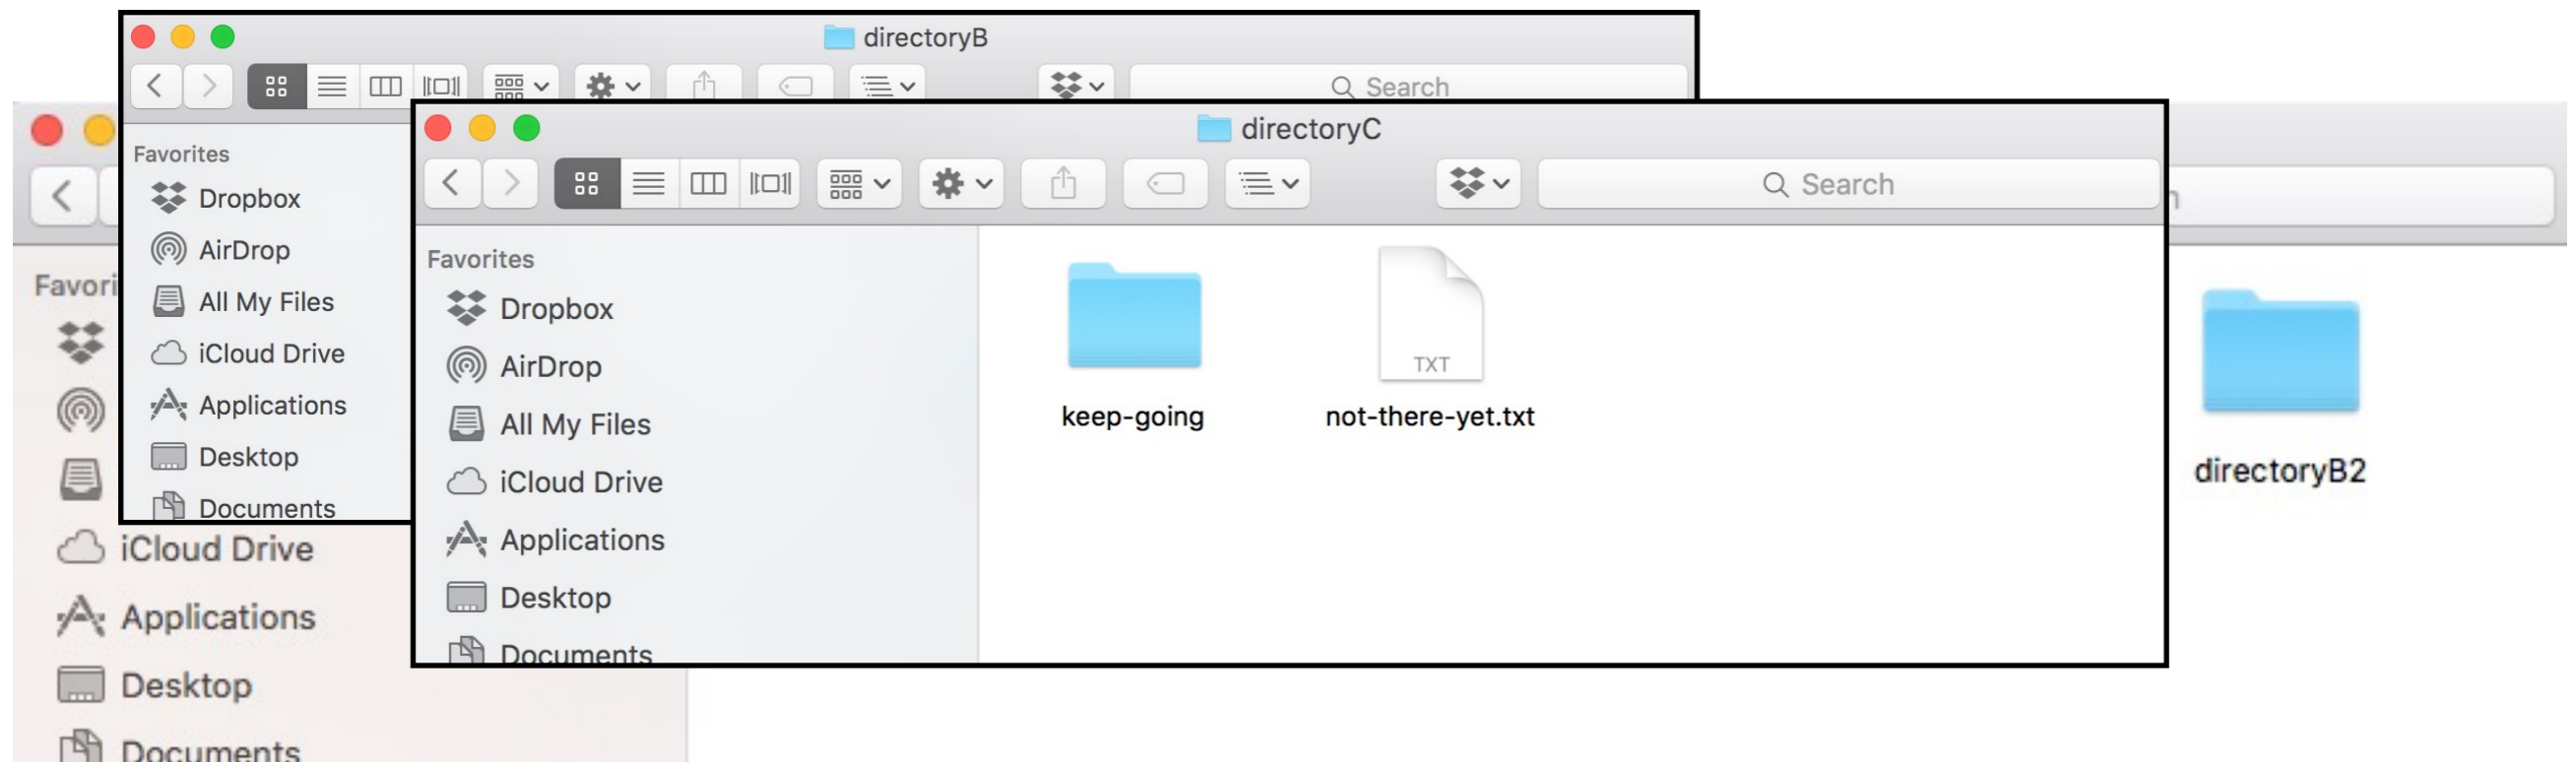 directoryB
Search
Favorites
Dropbox
AirDrop
All My Files
iCloud Drive
Applications
Desktop
Documents
directoryC
Search
Favorites
Dropbox
AirDrop
All My Files
iCloud Drive
Applications
Desktop
Documents
keep-going
TXT
not-there-yet.txt
Favori
iCloud Drive
Applications
Desktop
Documents
directoryB2